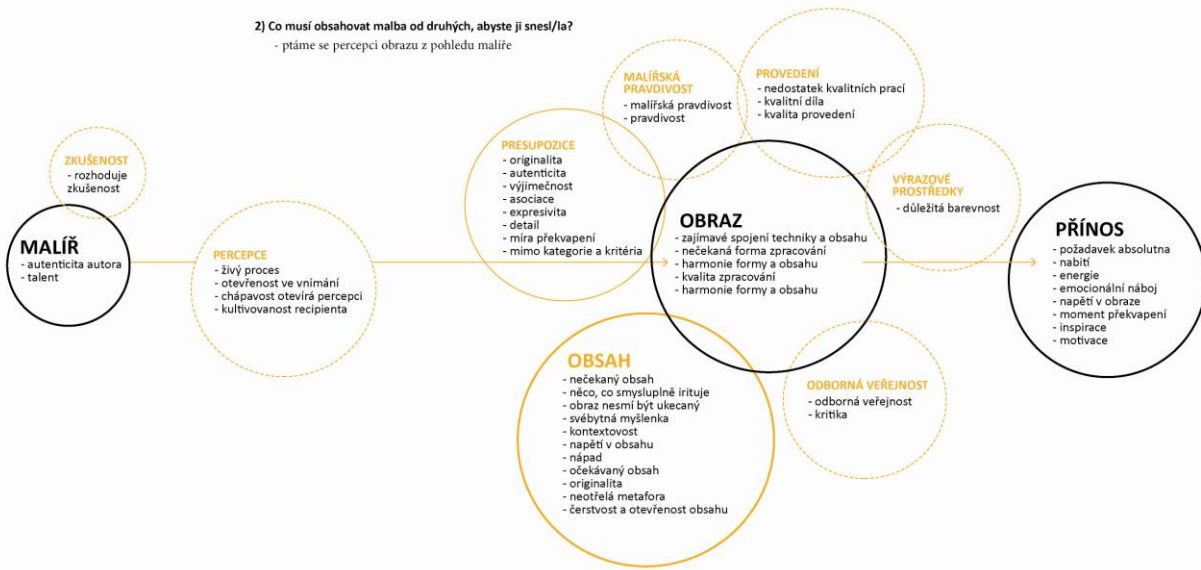 2) Co musí obsahovat malba od druhých, abyste ji snesl/la?
- ptáme se percepci obrazu z pohledu malíře
ZKUŠENOST
- rozhoduje
zkušenost
MALÍŘ
- autenticita autora
- talent
PERCEPCE
- živý proces
- otevřenost ve vnímání
- chápavost otevírá percepci
- kultivovanost recipienta
PRESUPOZICE
- originalita
- autenticita
- výjimečnost
- asociace
- expresivita
- detail
- míra překvapení
- mimo kategorie a kritéria
MALÍŘSKÁ
PRAVDIVOST
- malířská pravdivost
- pravdivost
PROVEDENÍ
- nedostatek kvalitních prací
- kvalitní díla
- kvalita provedení
VÝRAZOVÉ
PROSTŘEDKY
- důležitá barevnost
OBRAZ
- zajímavé spojení techniky a obsahu
- nečekaná forma zpracování
- harmonie formy a obsahu
- kvalita zpracování
- harmonie formy a obsahu
OBSAH
- nečekaný obsah
- něco, co smysluplně irituje
- obraz nesmí být ukecaný
- svébytná myšlenka
- kontextovost
- napětí v obsahu
- nápad
- očekávaný obsah
- originalita
- neotřelá metafora
- čerstvost a otevřenost obsahu
ODBORNÁ VEŘEJNOST
- odborná veřejnost
- kritika
PŘÍNOS
- požadavek absolutna
- nabití
- energie
- emocionální náboj
- napětí v obraze
- moment překvapení
- inspirace
- motivace